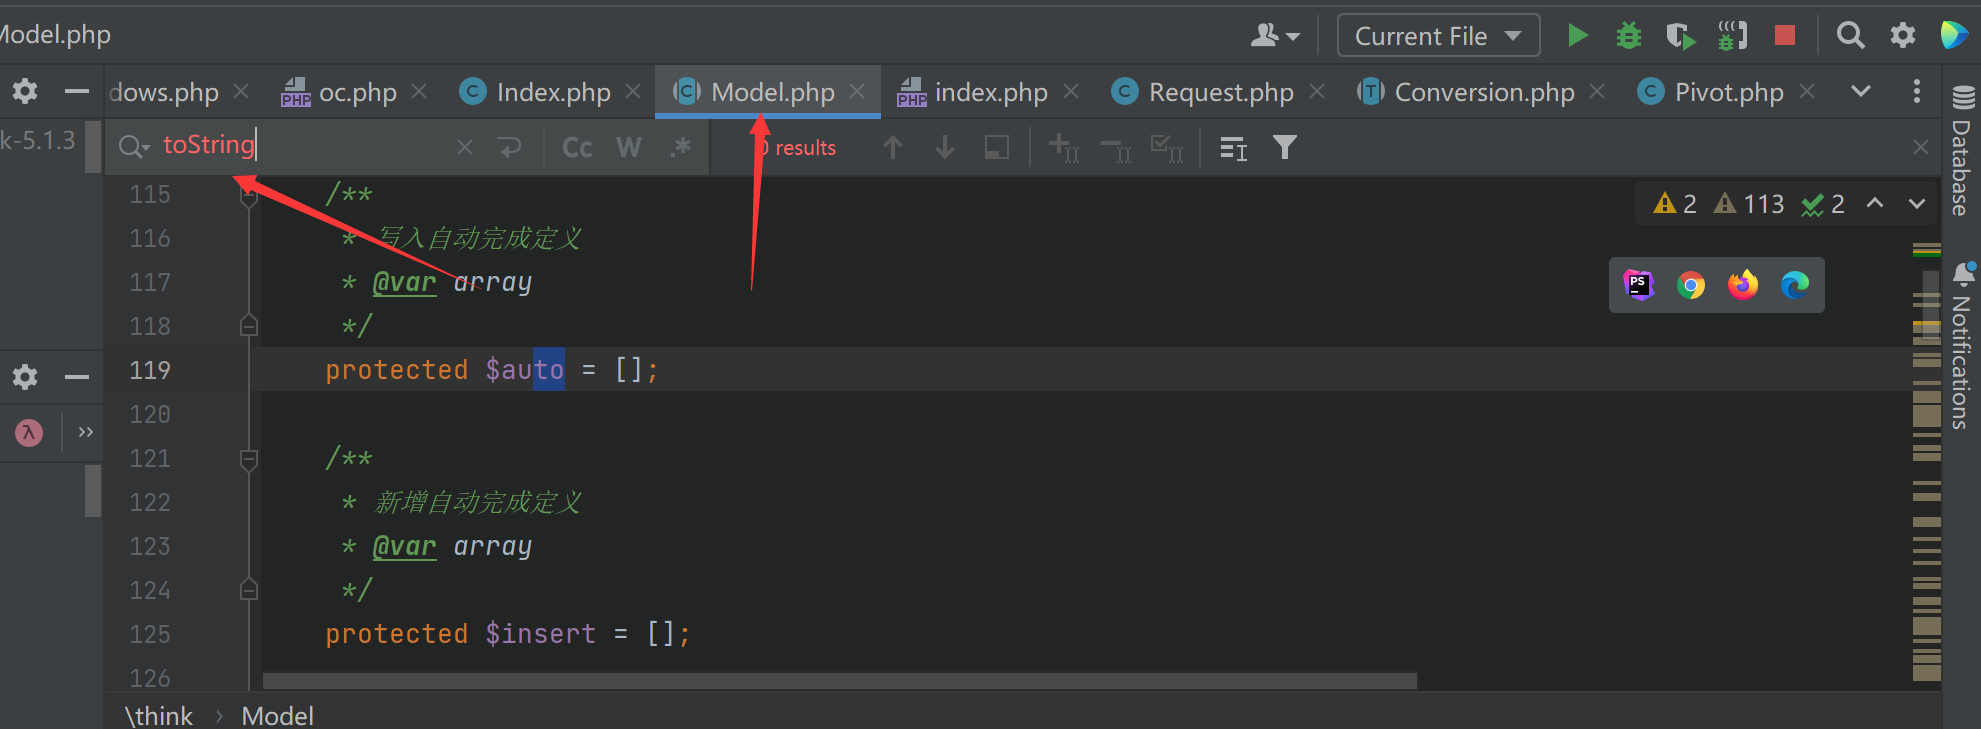 Model.php
Current File
dows.php
oc.php
Index.php
Model.php
index.php
Request.php
Conversion.php
Pivot.php
k-5.1.3
toString
Cc
W
.*
0 results
2
113
2
115 /**
116 * 写入自动完成定义
117 * @var array
118 */
119 protected $auto = [];
120
121 /**
122 * 新增自动完成定义
123 * @var array
124 */
125 protected $insert = [];
126
\think › Model
Database
Notifications